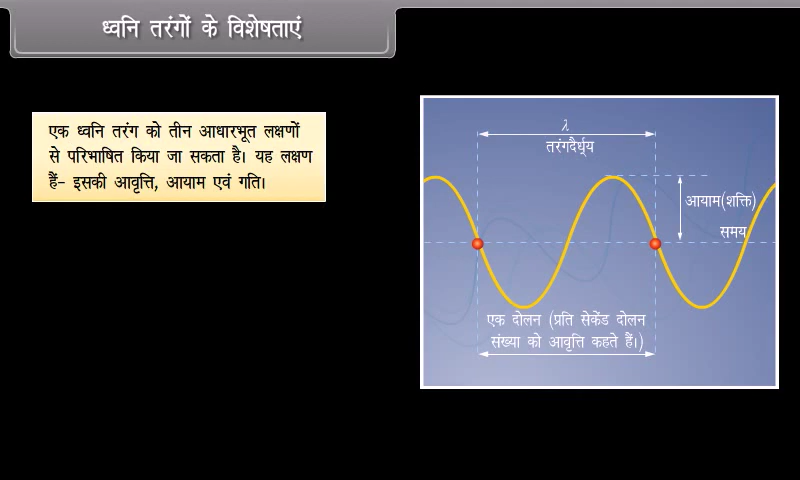 ध्वनि तरंगों के विशेषताएं
एक ध्वनि तरंग को तीन आधारभूत लक्षणों
से परिभाषित किया जा सकता है। यह लक्षण
हैं- इसकी आवृत्ति, आयाम एवं गति।
λ
तरंगदैर्ध्य
आयाम(शक्ति)
समय
एक दोलन (प्रति सेकेंड दोलन
संख्या को आवृत्ति कहते हैं।)